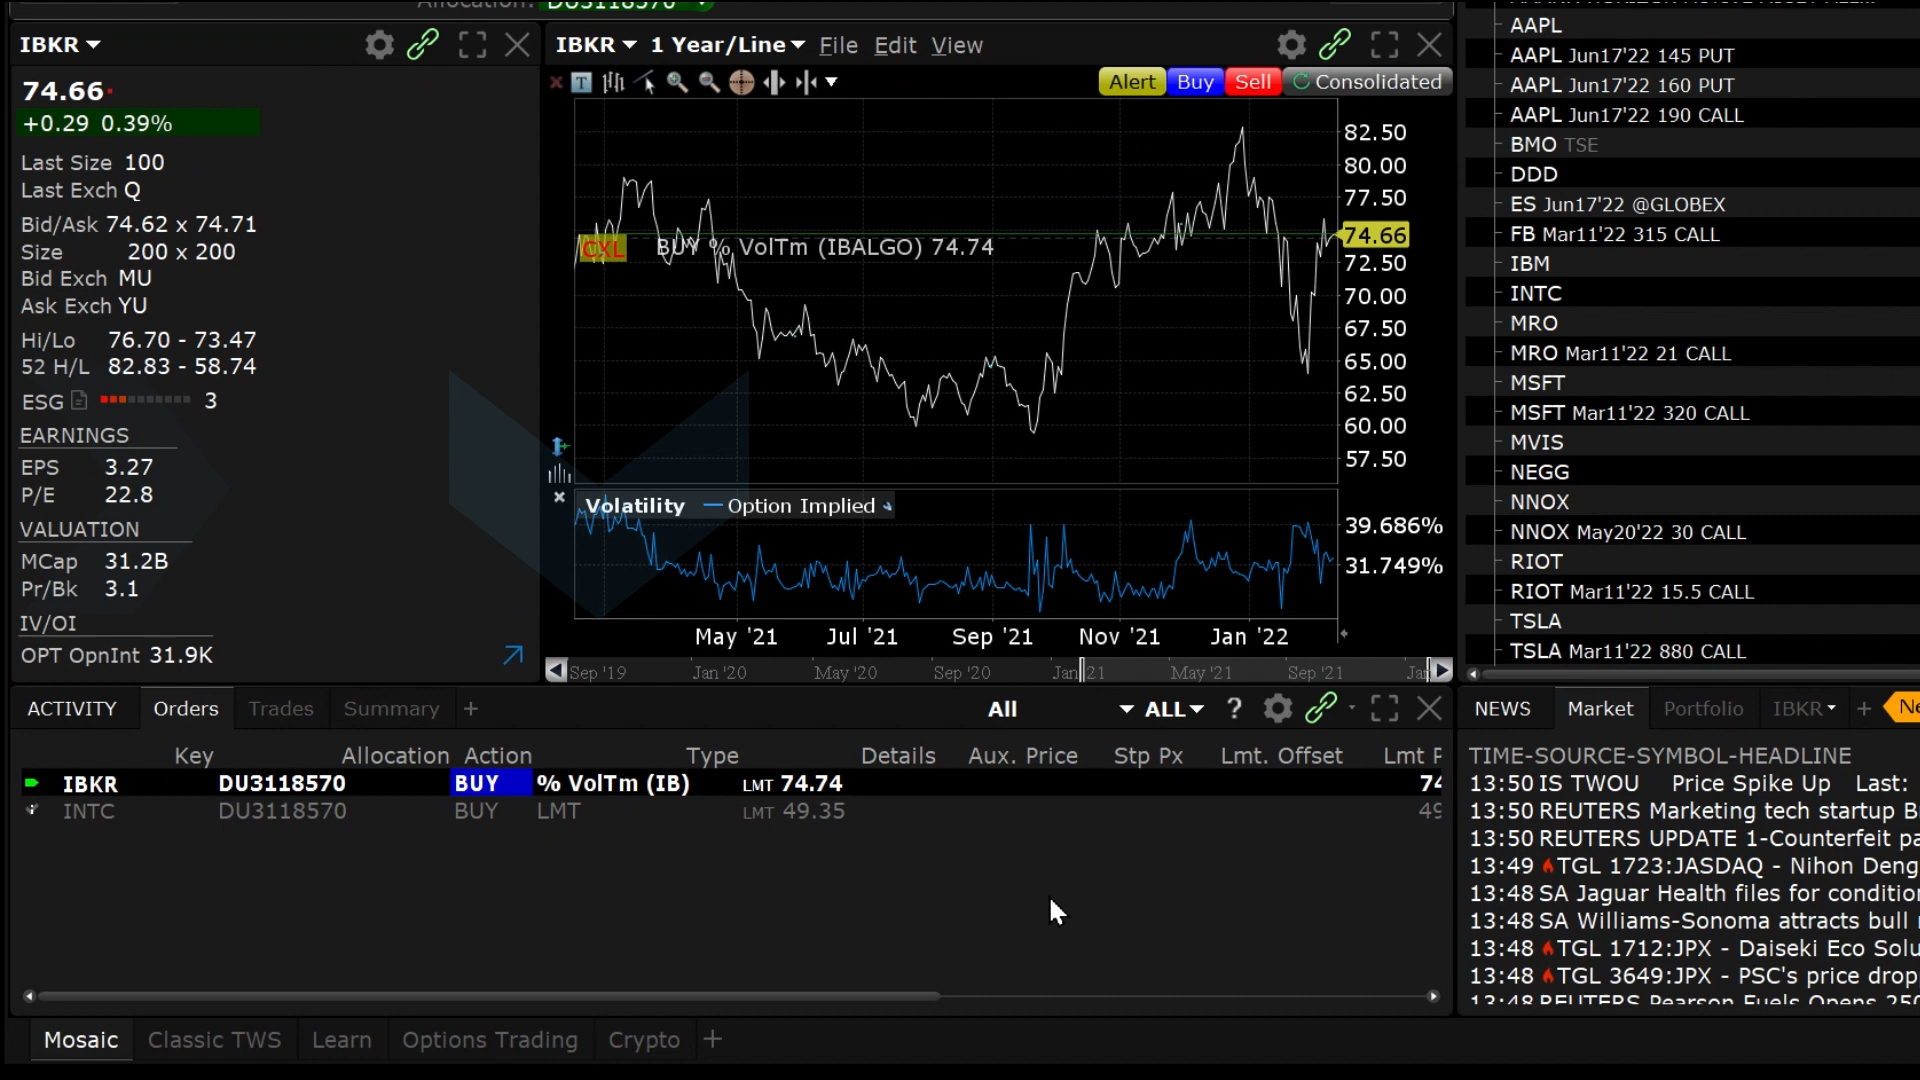 DU3118570
IBKR
74.66
+0.29 0.39%
Last Size 100
Last Exch Q
Bid/Ask 74.62 x 74.71
Size 200 x 200
Bid Exch MU
Ask Exch YU
Hi/Lo 76.70 - 73.47
52 H/L 82.83 - 58.74
ESG 3
EARNINGS
EPS 3.27
P/E 22.8
VALUATION
MCap 31.2B
Pr/Bk 3.1
IV/OI
OPT OpnInt 31.9K
IBKR 1 Year/Line File Edit View
T Alert Buy Sell Consolidated
82.50
80.00
77.50
74.66
72.50
70.00
67.50
65.00
62.50
60.00
57.50
CXL BUY % VolTm (IBALGO) 74.74
Volatility Option Implied
39.686%
31.749%
May '21 Jul '21 Sep '21 Nov '21 Jan '22
Sep '19 Jan '20 May '20 Sep '20 Jan '21 May '21 Sep '21
AAPL
AAPL Jun17'22 145 PUT
AAPL Jun17'22 160 PUT
AAPL Jun17'22 190 CALL
BMO TSE
DDD
ES Jun17'22 @GLOBEX
FB Mar11'22 315 CALL
IBM
INTC
MRO
MRO Mar11'22 21 CALL
MSFT
MSFT Mar11'22 320 CALL
MVIS
NEGG
NNOX
NNOX May20'22 30 CALL
RIOT
RIOT Mar11'22 15.5 CALL
TSLA
TSLA Mar11'22 880 CALL
ACTIVITY Orders Trades Summary + All ALL ?
Key Allocation Action Type Details Aux. Price Stp Px Lmt. Offset Lmt P
IBKR DU3118570 BUY % VolTm (IB) LMT 74.74 74
INTC DU3118570 BUY LMT LMT 49.35 49
NEWS Market Portfolio IBKR + Ne
TIME-SOURCE-SYMBOL-HEADLINE
13:50 IS TWOU Price Spike Up Last:
13:50 REUTERS Marketing tech startup B
13:50 REUTERS UPDATE 1-Counterfeit pa
13:49 TGL 1723:JASDAQ - Nihon Deng
13:48 SA Jaguar Health files for condition
13:48 SA Williams-Sonoma attracts bull
13:48 TGL 1712:JPX - Daiseki Eco Solu
13:48 TGL 3649:JPX - PSC's price drop
13:48 REUTERS Pearson Fuels Opens 250
Mosaic Classic TWS Learn Options Trading Crypto +